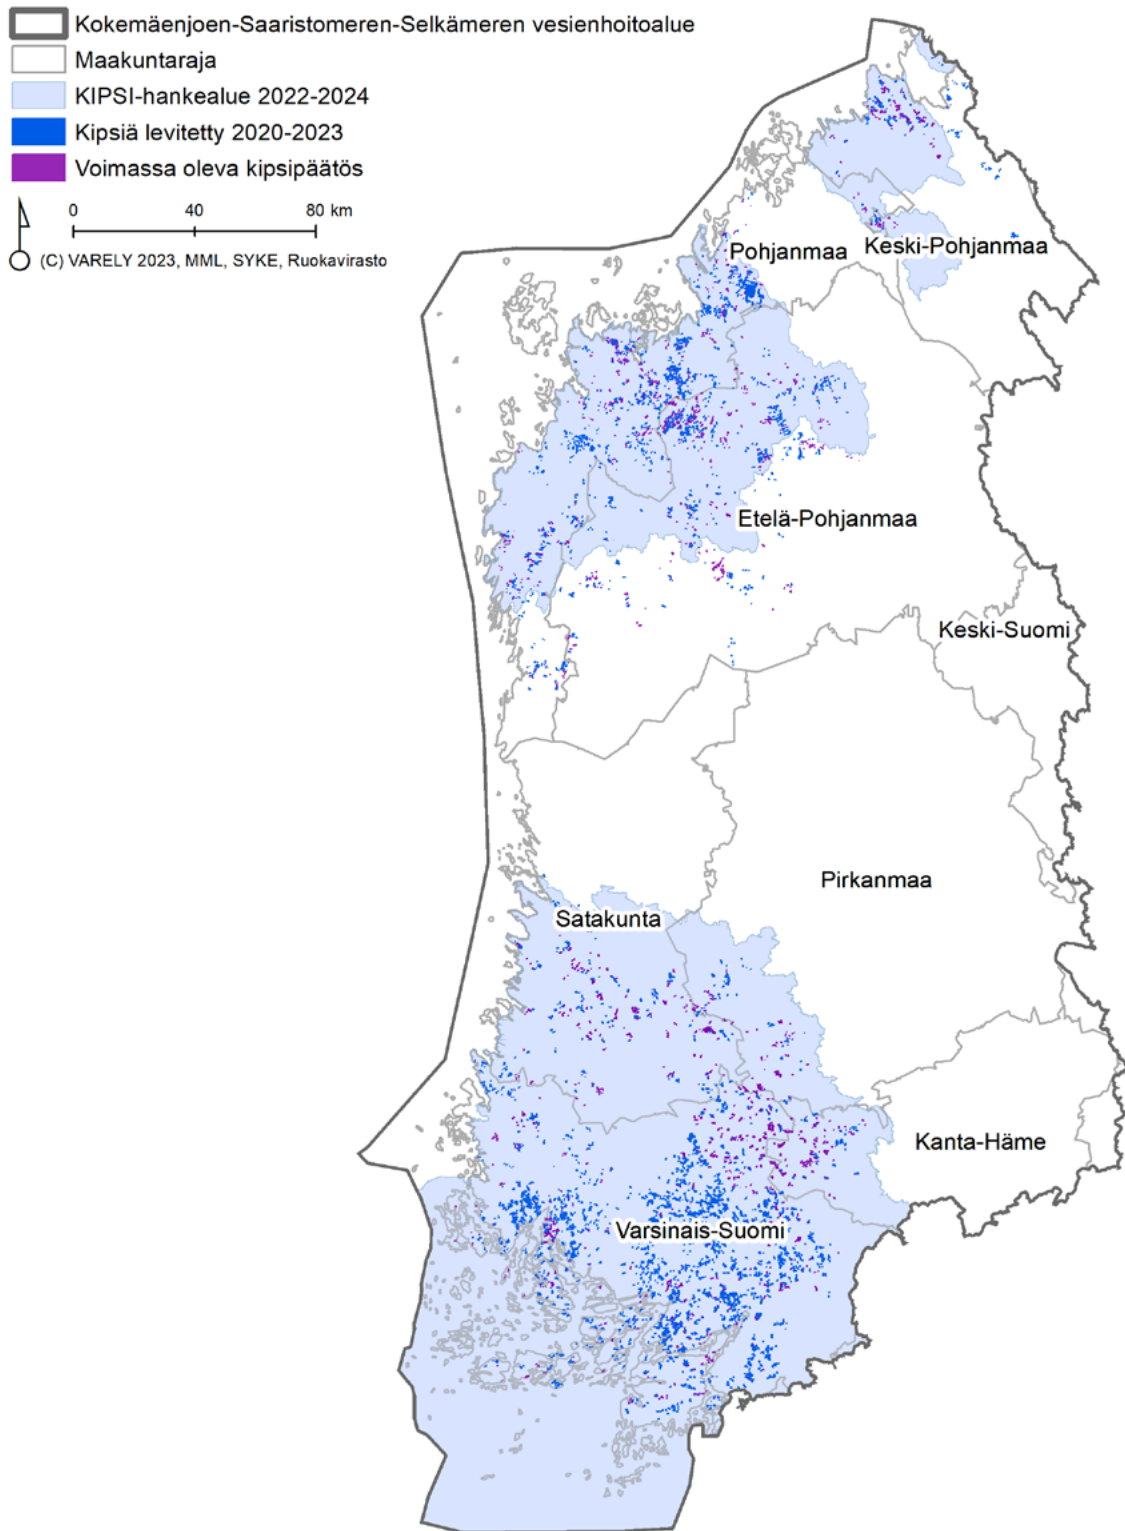 Kokemäenjoen-Saaristomeren-Selkämeren vesienhoitoalue
Maakuntaraja
KIPSI-hankealue 2022-2024
Kipsiä levitetty 2020-2023
Voimassa oleva kipsipäätös
0 40 80 km
(C) VARELY 2023, MML, SYKE, Ruokavirasto
Pohjanmaa
Keski-Pohjanmaa
Etelä-Pohjanmaa
Keski-Suomi
Pirkanmaa
Satakunta
Kanta-Häme
Varsinais-Suomi